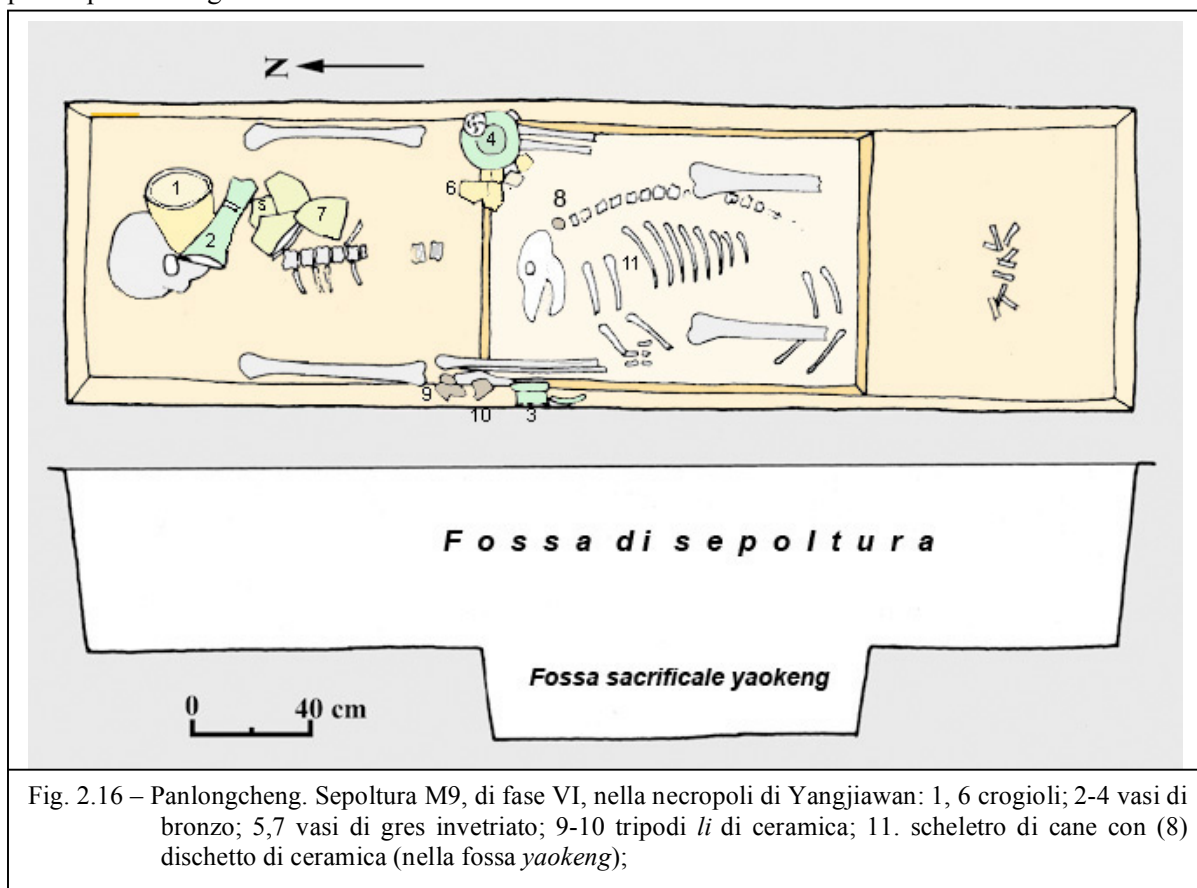 N
4
6
1
5
7
2
8
11
9
10
3
Fossa di sepoltura
Fossa sacrificale yaokeng
0 40 cm
Fig. 2.16 – Panlongcheng. Sepoltura M9, di fase VI, nella necropoli di Yangjiawan: 1, 6 crogioli; 2-4 vasi di
bronzo; 5,7 vasi di gres invetriato; 9-10 tripodi li di ceramica; 11. scheletro di cane con (8)
dischetto di ceramica (nella fossa yaokeng);